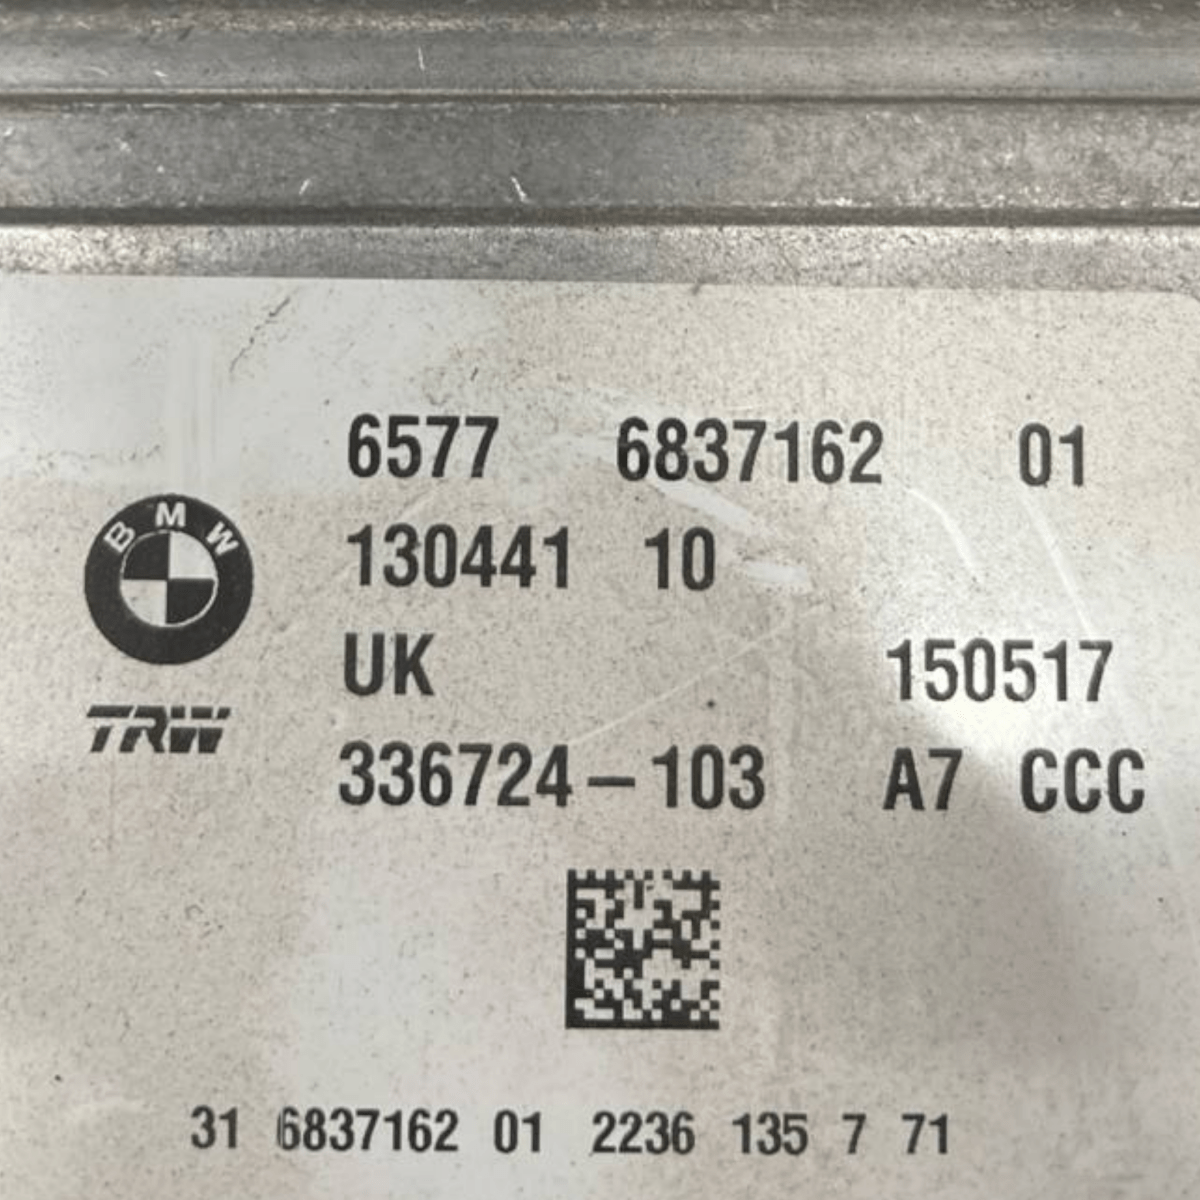 6577 6837162 01
BMW
130441 10
UK 150517
TRW
336724-103 A7 CCC
31 6837162 01 2236 135 7 71